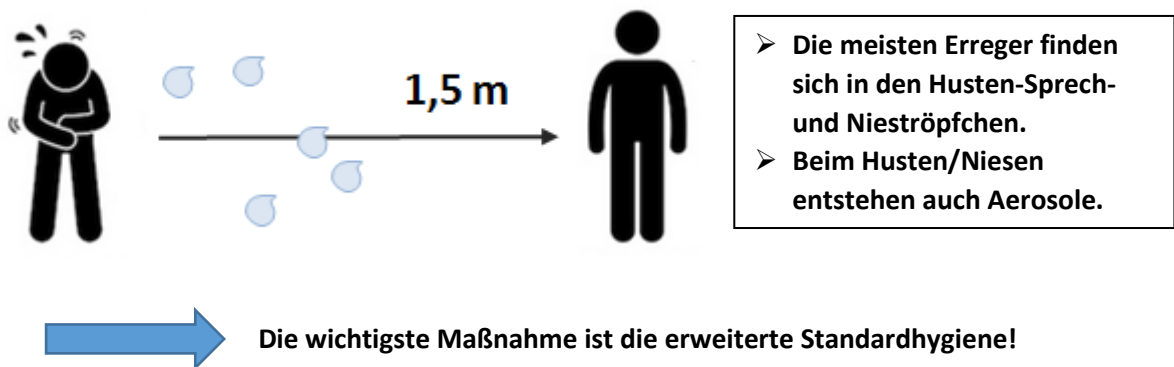 1,5 m
➢ Die meisten Erreger finden
sich in den Husten-Sprech-
und Nieströpfchen.
➢ Beim Husten/Niesen
entstehen auch Aerosole.
Die wichtigste Maßnahme ist die erweiterte Standardhygiene!